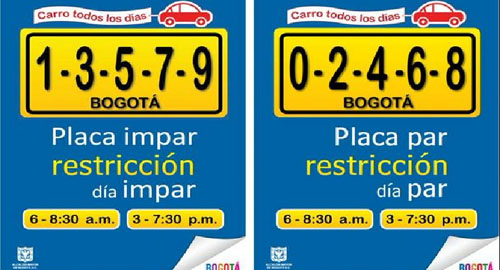 Carro todos los días
1-3-5-7-9
BOGOTÁ
Placa impar
restricción
día impar
6 - 8:30 a.m.
3 - 7:30 p.m.
BOGOTÁ
Carro todos los días
0-2-4-6-8
BOGOTÁ
Placa par
restricción
día par
6 - 8:30 a.m.
3 - 7:30 p.m.
BOGOTÁ